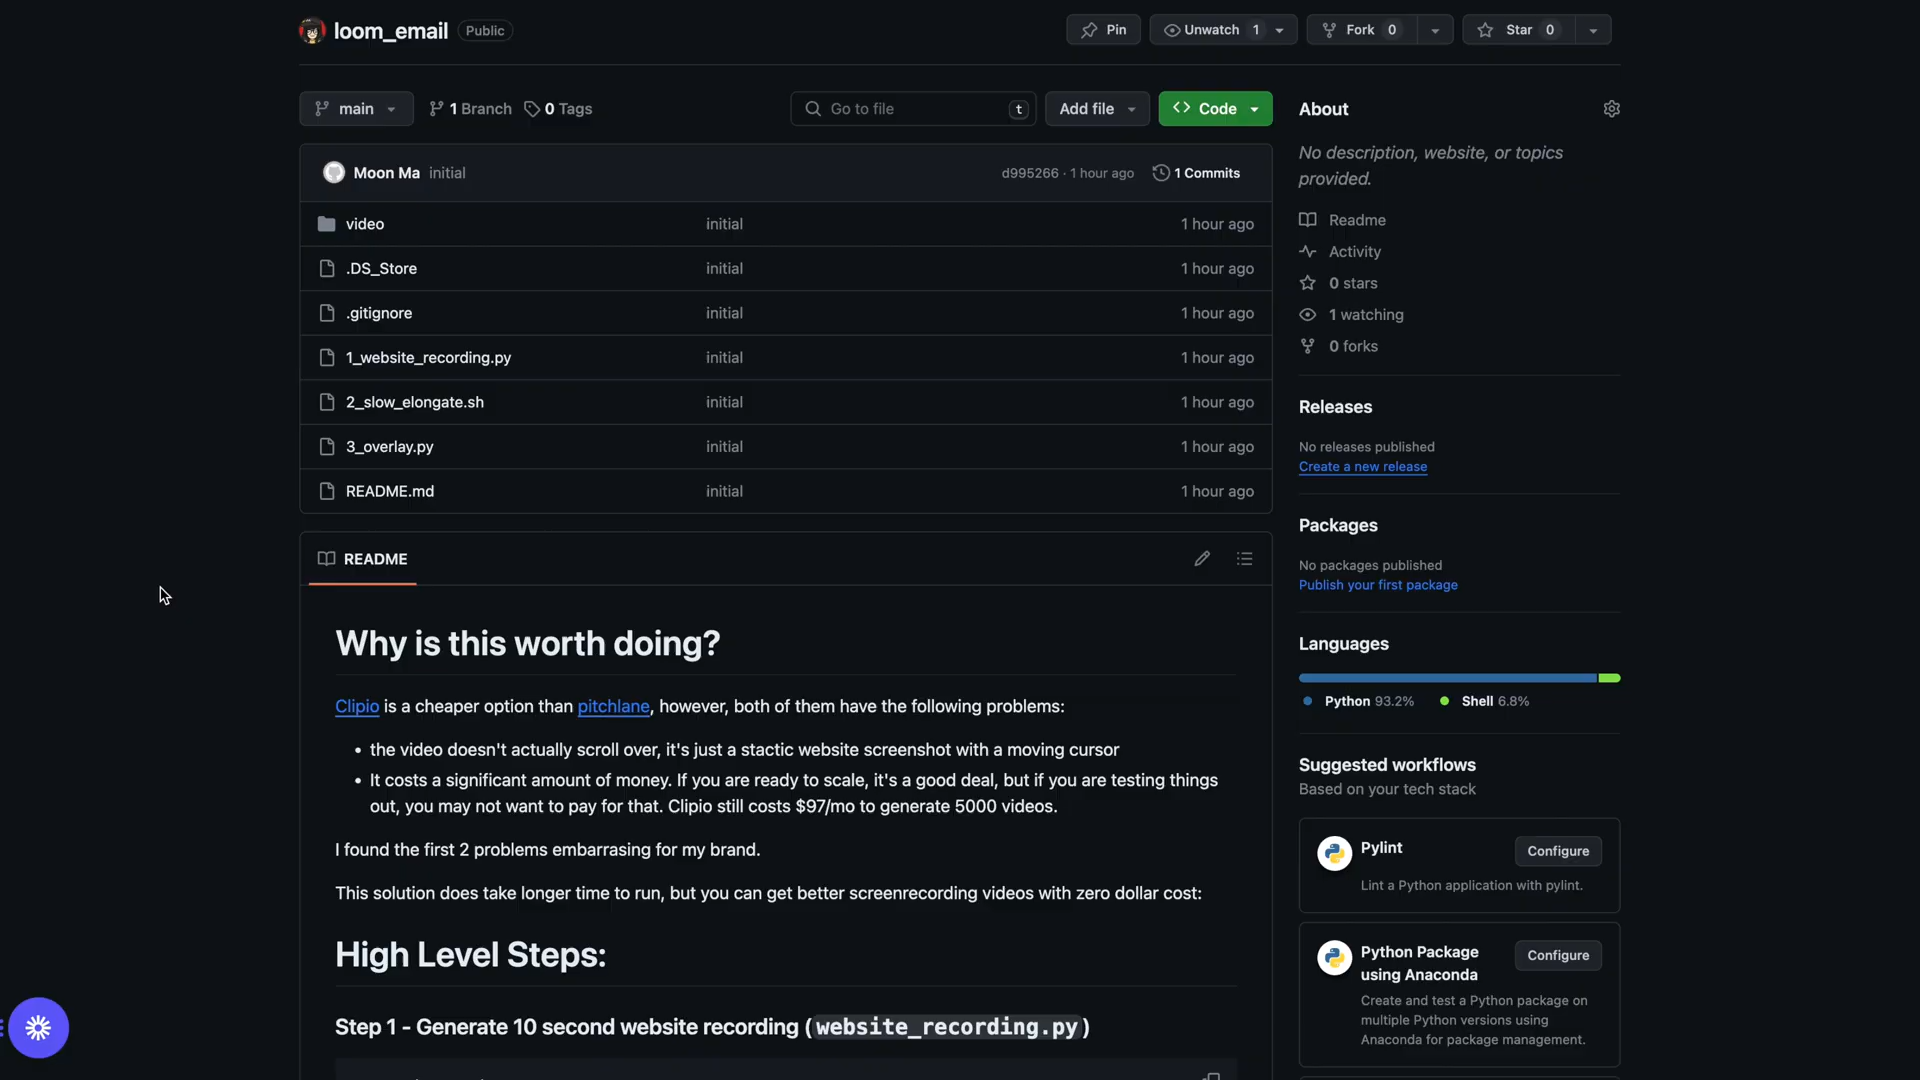 loom_email Public Pin Unwatch 1 Fork 0 Star 0
main 1 Branch 0 Tags Go to file t Add file Code
Moon Ma initial d995266 · 1 hour ago 1 Commits
video initial 1 hour ago
.DS_Store initial 1 hour ago
.gitignore initial 1 hour ago
1_website_recording.py initial 1 hour ago
2_slow_elongate.sh initial 1 hour ago
3_overlay.py initial 1 hour ago
README.md initial 1 hour ago
README
Why is this worth doing?
Clipio is a cheaper option than pitchlane, however, both of them have the following problems:
• the video doesn't actually scroll over, it's just a stactic website screenshot with a moving cursor
• It costs a significant amount of money. If you are ready to scale, it's a good deal, but if you are testing things
out, you may not want to pay for that. Clipio still costs $97/mo to generate 5000 videos.
I found the first 2 problems embarrasing for my brand.
This solution does take longer time to run, but you can get better screenrecording videos with zero dollar cost:
High Level Steps:
Step 1 - Generate 10 second website recording (website_recording.py)
About
No description, website, or topics
provided.
Readme
Activity
0 stars
1 watching
0 forks
Releases
No releases published
Create a new release
Packages
No packages published
Publish your first package
Languages
Python 93.2% Shell 6.8%
Suggested workflows
Based on your tech stack
Pylint Configure
Lint a Python application with pylint.
Python Package
using Anaconda
Configure
Create and test a Python package on
multiple Python versions using
Anaconda for package management.